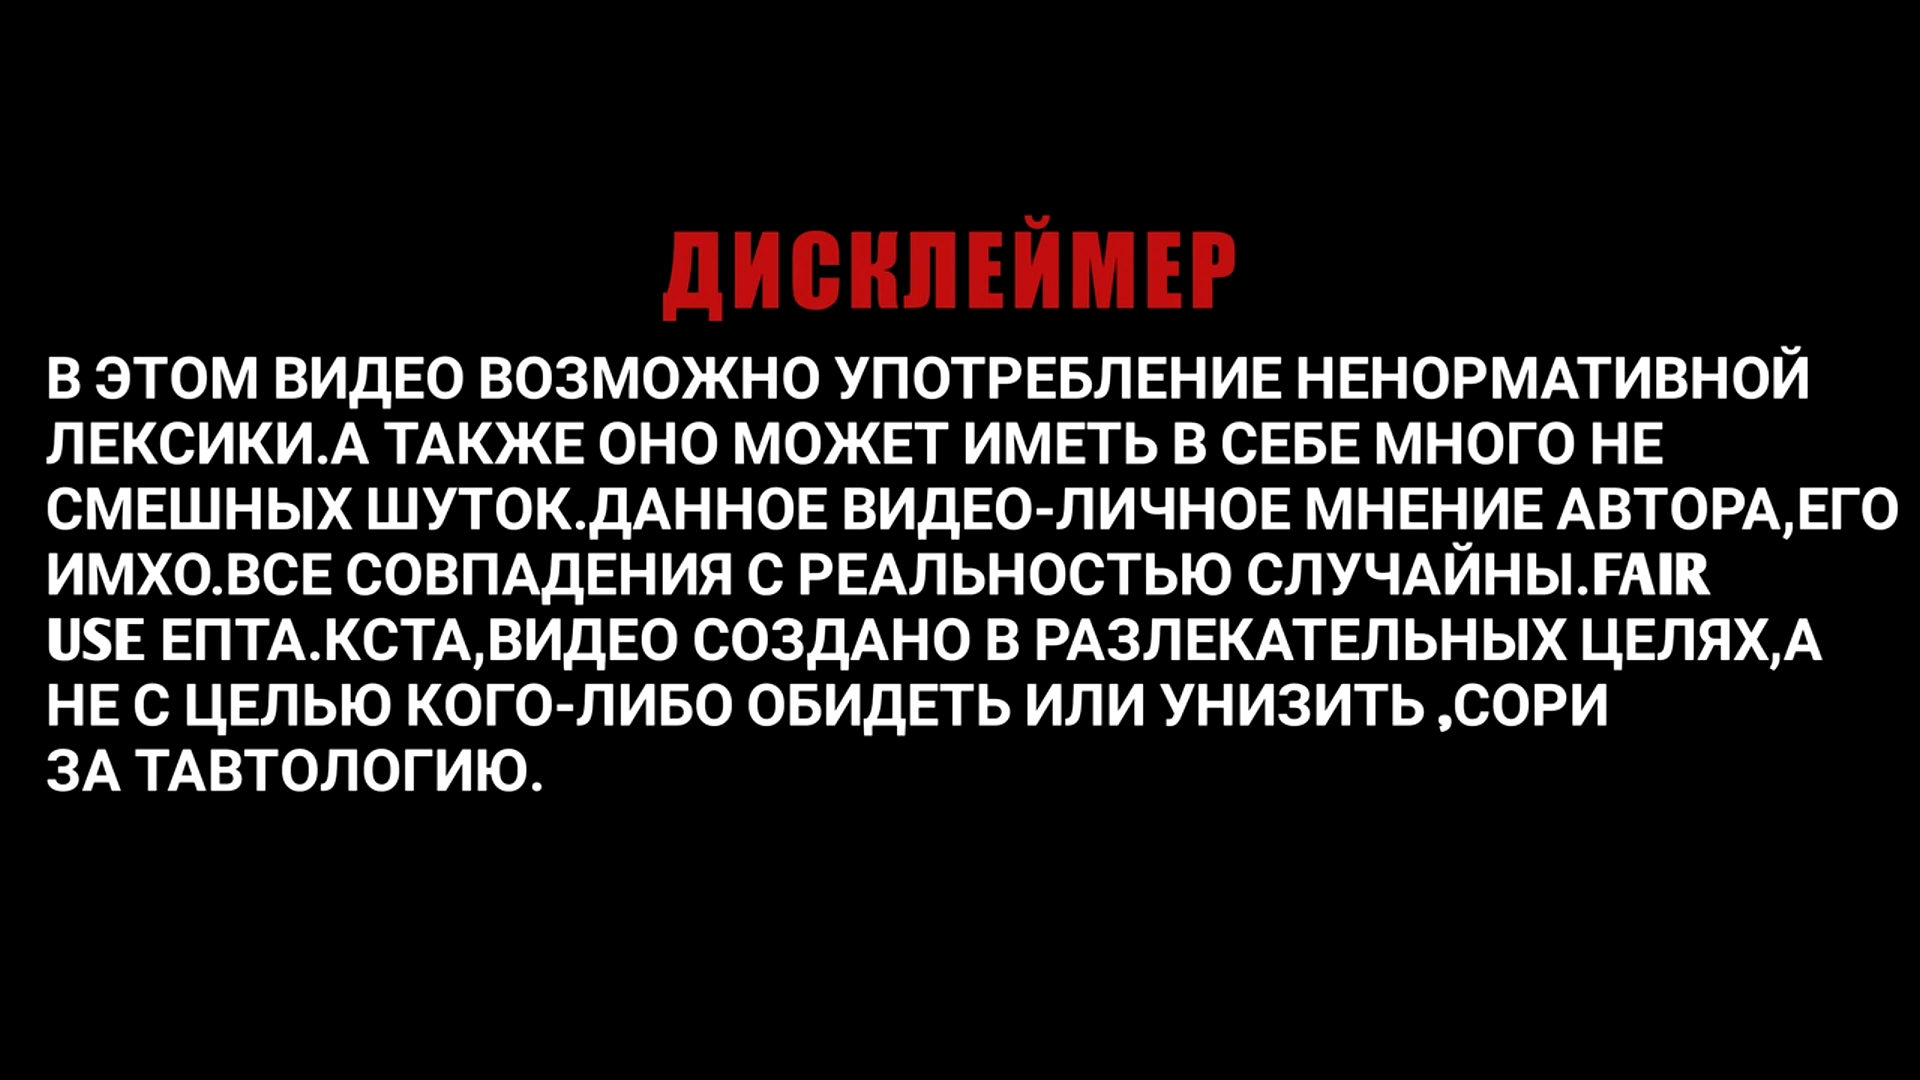 ДИСКЛЕЙМЕР
В ЭТОМ ВИДЕО ВОЗМОЖНО УПОТРЕБЛЕНИЕ НЕНОРМАТИВНОЙ
ЛЕКСИКИ.А ТАКЖЕ ОНО МОЖЕТ ИМЕТЬ В СЕБЕ МНОГО НЕ
СМЕШНЫХ ШУТОК.ДАННОЕ ВИДЕО-ЛИЧНОЕ МНЕНИЕ АВТОРА,ЕГО
ИМХО.ВСЕ СОВПАДЕНИЯ С РЕАЛЬНОСТЬЮ СЛУЧАЙНЫ.FAIR
USE ЕПТА.КСТА,ВИДЕО СОЗДАНО В РАЗЛЕКАТЕЛЬНЫХ ЦЕЛЯХ,А
НЕ С ЦЕЛЬЮ КОГО-ЛИБО ОБИДЕТЬ ИЛИ УНИЗИТЬ ,СОРИ
ЗА ТАВТОЛОГИЮ.